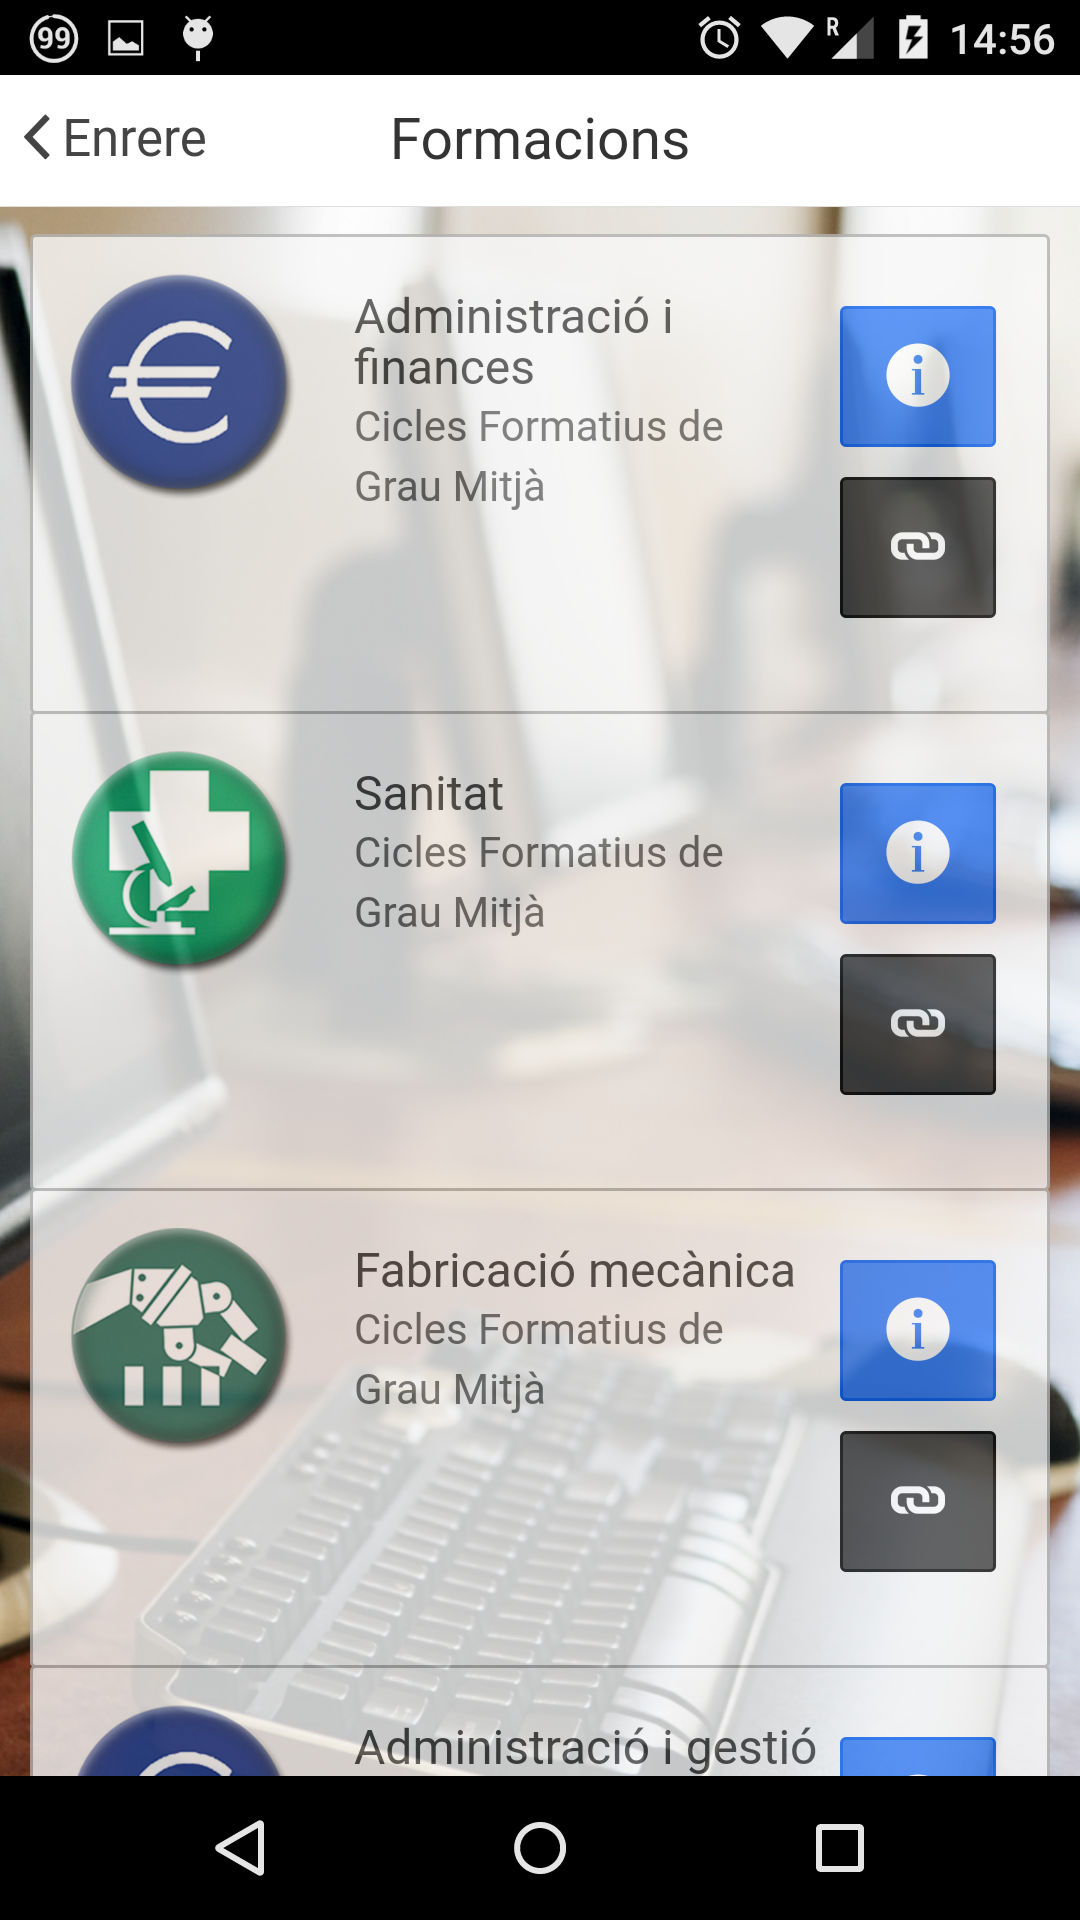 99
R
14:56
Enrere
Formacions
Administració i
finances
Cicles Formatius de
Grau Mitjà
Sanitat
Cicles Formatius de
Grau Mitjà
Fabricació mecànica
Cicles Formatius de
Grau Mitjà
Administració i gestió